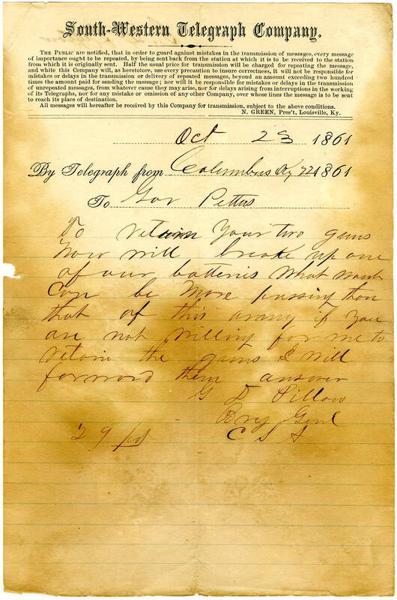 South-Western Telegraph Company.
THE PUBLIC are notified, that in order to guard against mistakes in the transmission of messages, every message
of importance ought to be repeated, by being sent back from the station at which it is to be received to the station
from which it is originally sent. Half the usual price for transmission will be charged for repeating the message,
and while this Company will, as heretofore, use every precaution to insure correctness, it will not be responsible for
mistakes or delays in the transmission or delivery of repeated messages, beyond an amount exceeding two hundred
times the amount paid for sending the message; nor will it be responsible for mistakes or delays in the transmission
of unrepeated messages, from whatever cause they may arise, nor for delays arising from interruptions in the working
of its Telegraphs, nor for any mistake or omission of any other Company, over whose lines the message is to be sent
to reach its place of destination.
All messages will hereafter be received by this Company for transmission, subject to the above conditions.
N. GREEN, Pres't, Louisville, Ky.
Oct 23 1861
By Telegraph from Columbus Ky 22 1861
To Gov Pettus
To return your two guns
now will break up one
of our batteries What want
can be more pressing than
that of this army if you
are not willing for me to
retain the guns I will
forward them answer
G J Pillow
Brg Genl
C S A
29 pd